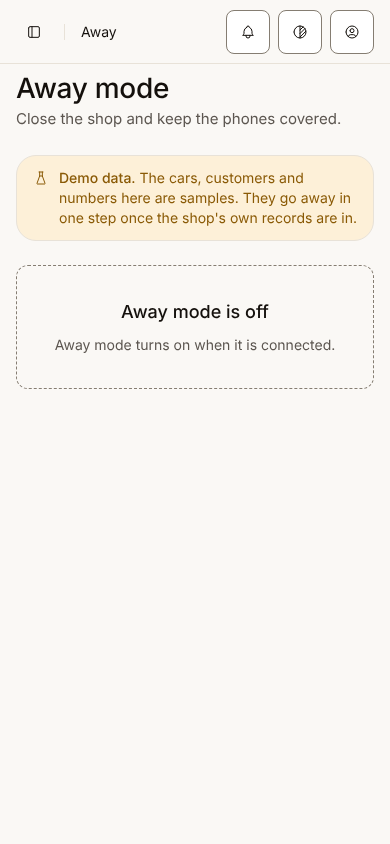 Away
Away mode
Close the shop and keep the phones covered.
Demo data. The cars, customers and
numbers here are samples. They go away in
one step once the shop's own records are in.
Away mode is off
Away mode turns on when it is connected.